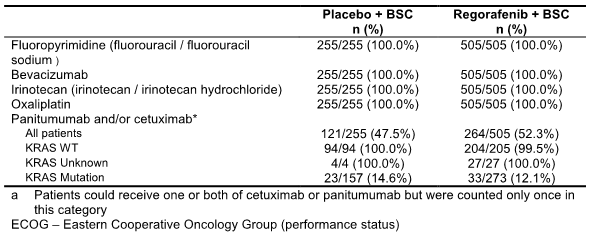 Placebo + BSC Regorafenib + BSC
n (%) n (%)
Fluoropyrimidine (fluorouracil / fluorouracil 255/255 (100.0%) 505/505 (100.0%)
sodium )
Bevacizumab 255/255 (100.0%) 505/505 (100.0%)
Irinotecan (irinotecan / irinotecan hydrochloride) 255/255 (100.0%) 505/505 (100.0%)
Oxaliplatin 255/255 (100.0%) 505/505 (100.0%)
Panitumumab and/or cetuximab*
All patients 121/255 (47.5%) 264/505 (52.3%)
KRAS WT 94/94 (100.0%) 204/205 (99.5%)
KRAS Unknown 4/4 (100.0%) 27/27 (100.0%)
KRAS Mutation 23/157 (14.6%) 33/273 (12.1%)
a Patients could receive one or both of cetuximab or panitumumab but were counted only once in
this category
ECOG – Eastern Cooperative Oncology Group (performance status)